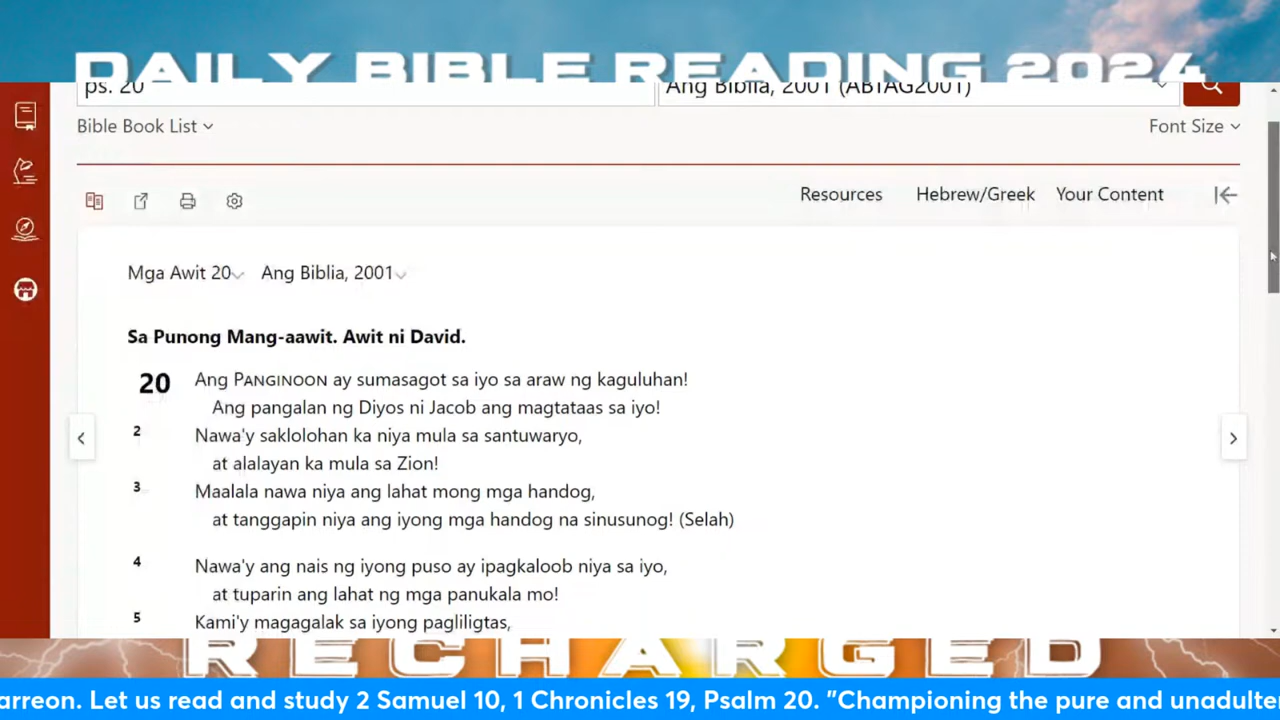 DAILY BIBLE READING 2024
ps. 20
Ang Biblia, 2001 (ABTAG2001)
Bible Book List
Font Size
Resources
Hebrew/Greek
Your Content
Mga Awit 20
Ang Biblia, 2001
Sa Punong Mang-aawit. Awit ni David.
20 Ang PANGINOON ay sumasagot sa iyo sa araw ng kaguluhan!
Ang pangalan ng Diyos ni Jacob ang magtataas sa iyo!
2 Nawa'y saklolohan ka niya mula sa santuwaryo,
at alalayan ka mula sa Zion!
3 Maalala nawa niya ang lahat mong mga handog,
at tanggapin niya ang iyong mga handog na sinusunog! (Selah)
4 Nawa'y ang nais ng iyong puso ay ipagkaloob niya sa iyo,
at tuparin ang lahat ng mga panukala mo!
5 Kami'y magagalak sa iyong pagliligtas,
RECHARGED
arreon. Let us read and study 2 Samuel 10, 1 Chronicles 19, Psalm 20. "Championing the pure and unadulte